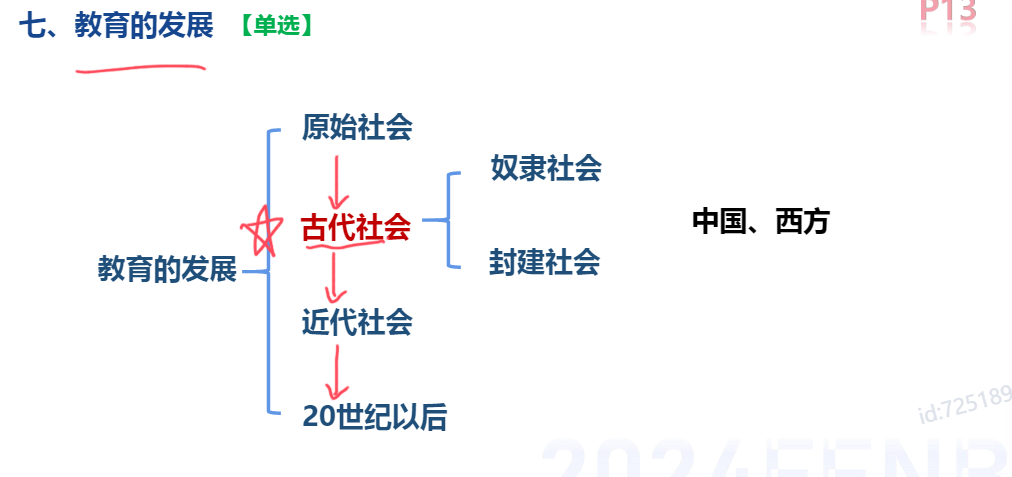 七、教育的发展 【单选】
P13
原始社会
奴隶社会
古代社会
中国、西方
封建社会
教育的发展
近代社会
20世纪以后
id:725189